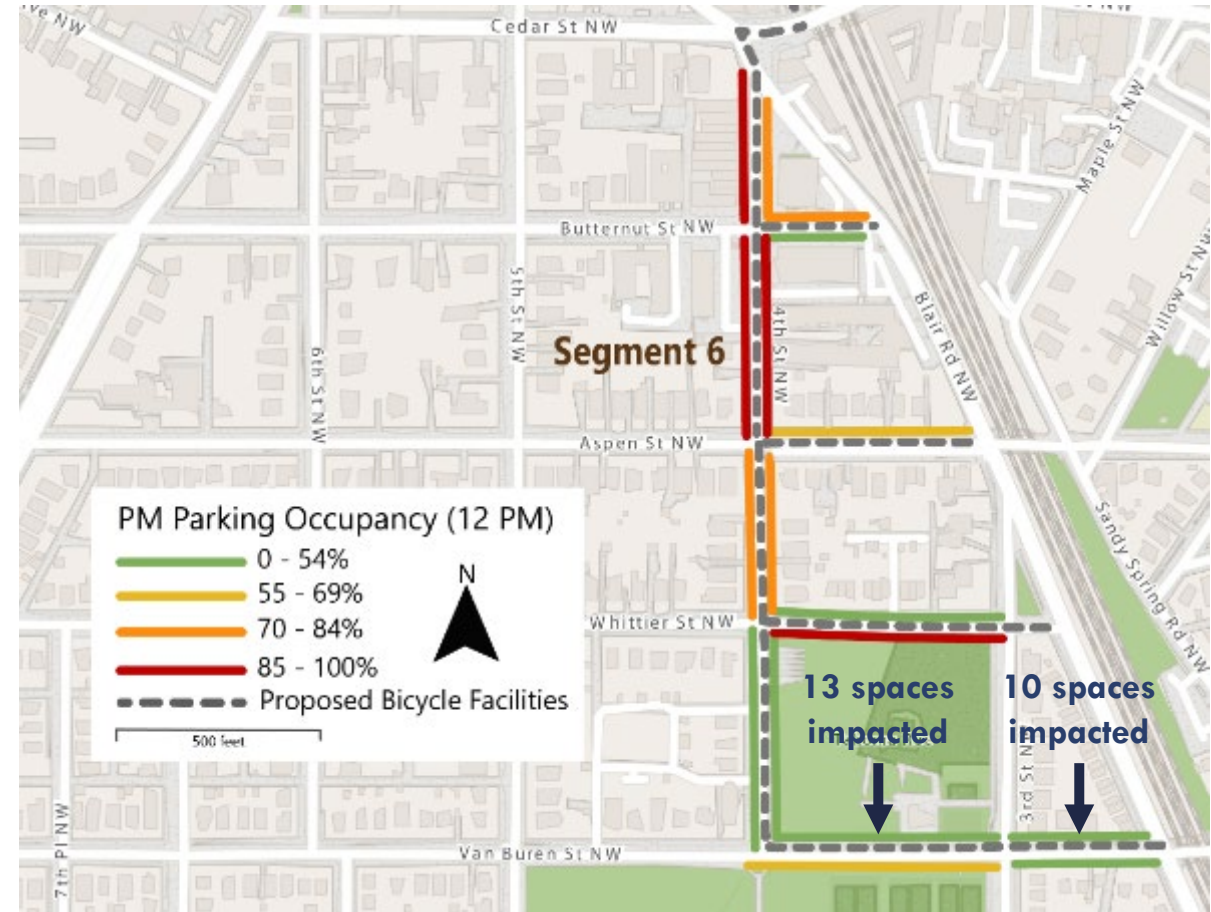 ve NW
Cedar St NW
Maple St NW
Butternut St NW
Willow St NW
5th St NW
4th St NW
Blair Rd NW
Segment 6
6th St NW
Aspen St NW
PM Parking Occupancy (12 PM)
0 - 54%
55 - 69%
70 - 84%
85 - 100%
Proposed Bicycle Facilities
500 feet
N
Sandy Spring Rd NW
Whittier St NW
13 spaces
impacted
10 spaces
impacted
3rd St N
7th Pl NW
Van Buren St NW